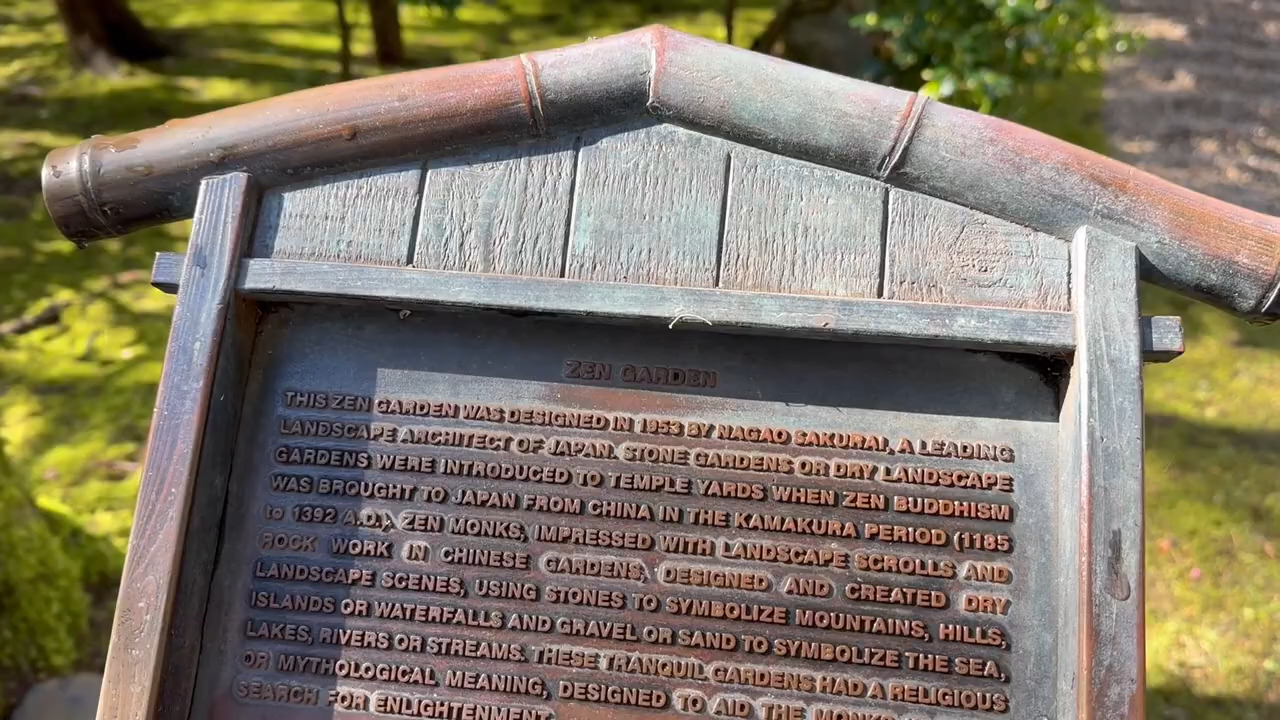 ZEN GARDEN
THIS ZEN GARDEN WAS DESIGNED IN 1953 BY NAGAO SAKURAI, A LEADING
LANDSCAPE ARCHITECT OF JAPAN. STONE GARDENS OR DRY LANDSCAPE
GARDENS WERE INTRODUCED TO TEMPLE YARDS WHEN ZEN BUDDHISM
WAS BROUGHT TO JAPAN FROM CHINA IN THE KAMAKURA PERIOD (1185
to 1392 A.D.). ZEN MONKS, IMPRESSED WITH LANDSCAPE SCROLLS AND
ROCK WORK IN CHINESE GARDENS, DESIGNED AND CREATED DRY
LANDSCAPE SCENES, USING STONES TO SYMBOLIZE MOUNTAINS, HILLS,
ISLANDS OR WATERFALLS AND GRAVEL OR SAND TO SYMBOLIZE THE SEA,
LAKES, RIVERS OR STREAMS. THESE TRANQUIL GARDENS HAD A RELIGIOUS
OR MYTHOLOGICAL MEANING, DESIGNED TO AID THE MONKS
SEARCH FOR ENLIGHTENMENT